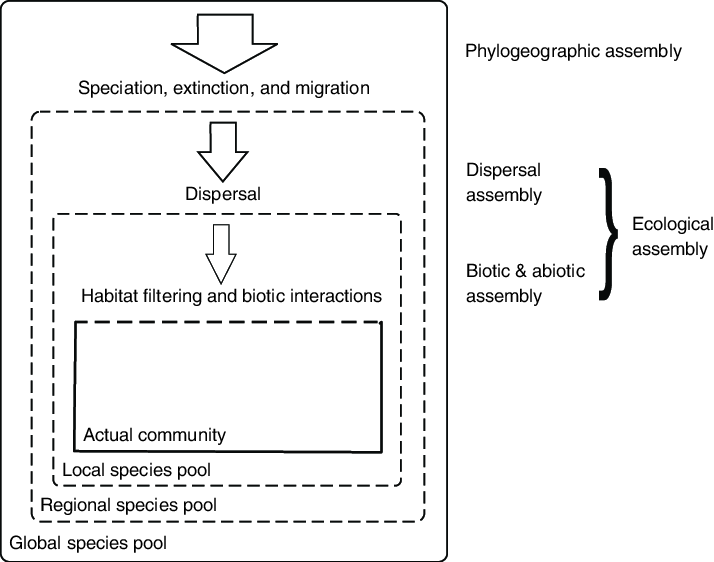 Phylogeographic assembly
Speciation, extinction, and migration
Dispersal
Dispersal
assembly
Ecological
assembly
Biotic & abiotic
assembly
Habitat filtering and biotic interactions
Actual community
Local species pool
Regional species pool
Global species pool